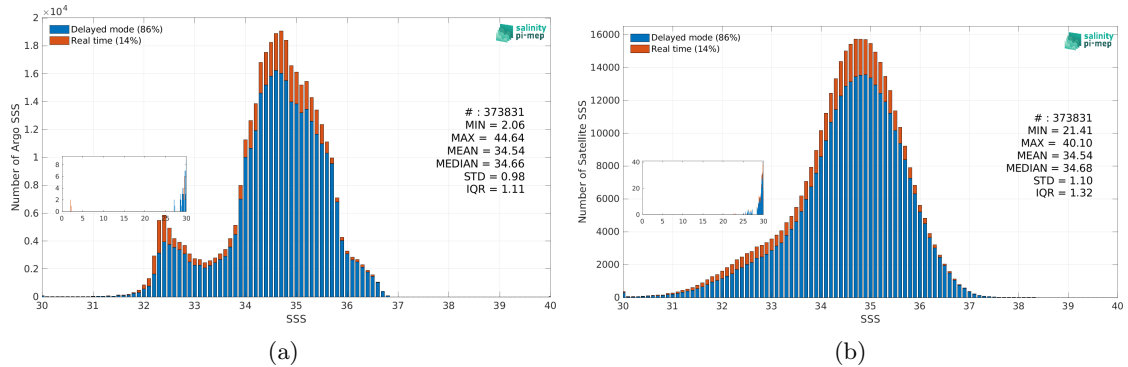 ×10⁴
2
1.8
1.6
1.4
1.2
1
0.8
0.6
0.4
0.2
0
Number of Argo SSS
Delayed mode (86%)
Real time (14%)
salinity
pi-mep
# : 373831
MIN = 2.06
MAX = 44.64
MEAN = 34.54
MEDIAN = 34.66
STD = 0.98
IQR = 1.11
8
6
4
2
0
0 5 10 15 20 25 30
30 31 32 33 34 35 36 37 38 39 40
SSS
(a)
16000
14000
12000
10000
8000
6000
4000
2000
0
Number of Satellite SSS
Delayed mode (86%)
Real time (14%)
salinity
pi-mep
# : 373831
MIN = 21.41
MAX = 40.10
MEAN = 34.54
MEDIAN = 34.68
STD = 1.10
IQR = 1.32
40
20
0
0 5 10 15 20 25 30
30 31 32 33 34 35 36 37 38 39 40
SSS
(b)